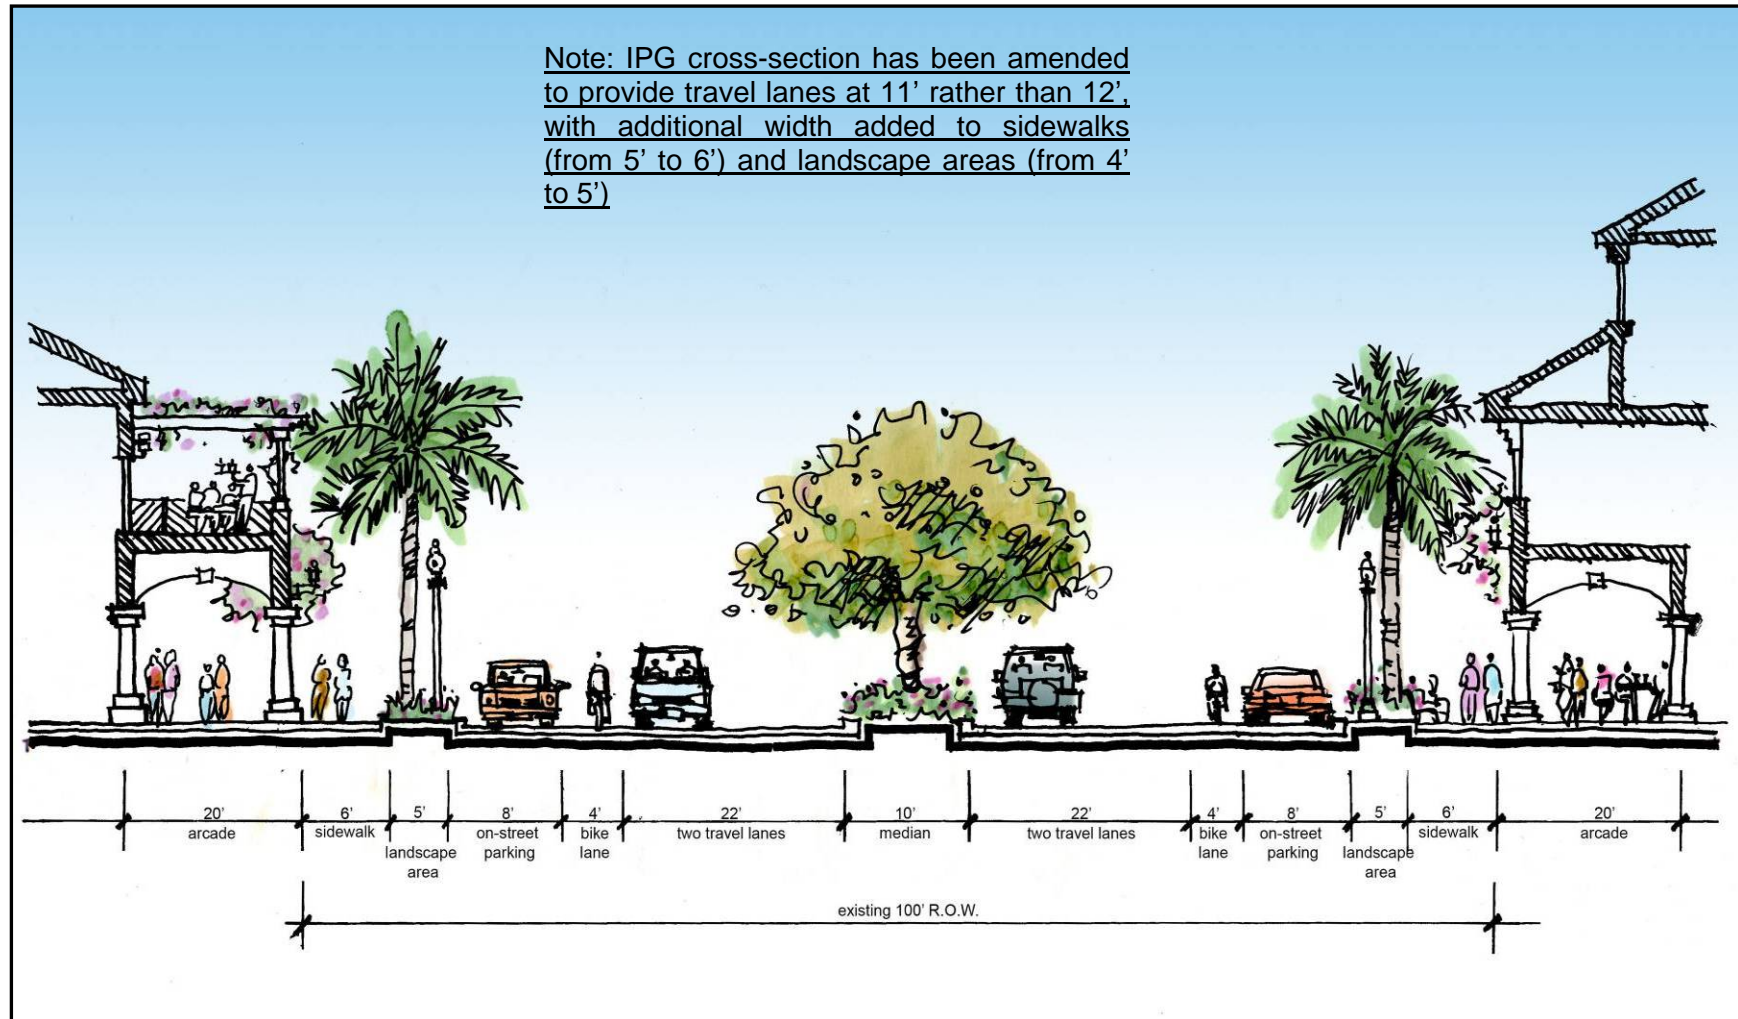 Note: IPG cross-section has been amended
to provide travel lanes at 11’ rather than 12’,
with additional width added to sidewalks
(from 5’ to 6’) and landscape areas (from 4’
to 5’)
20’ 6’ 5’ 8’ 4’ 22’ 10’ 22’ 4’ 8’ 5’ 6’ 20’
arcade sidewalk on-street bike two travel lanes median two travel lanes bike on-street sidewalk arcade
landscape parking lane lane parking landscape
area area
existing 100’ R.O.W.